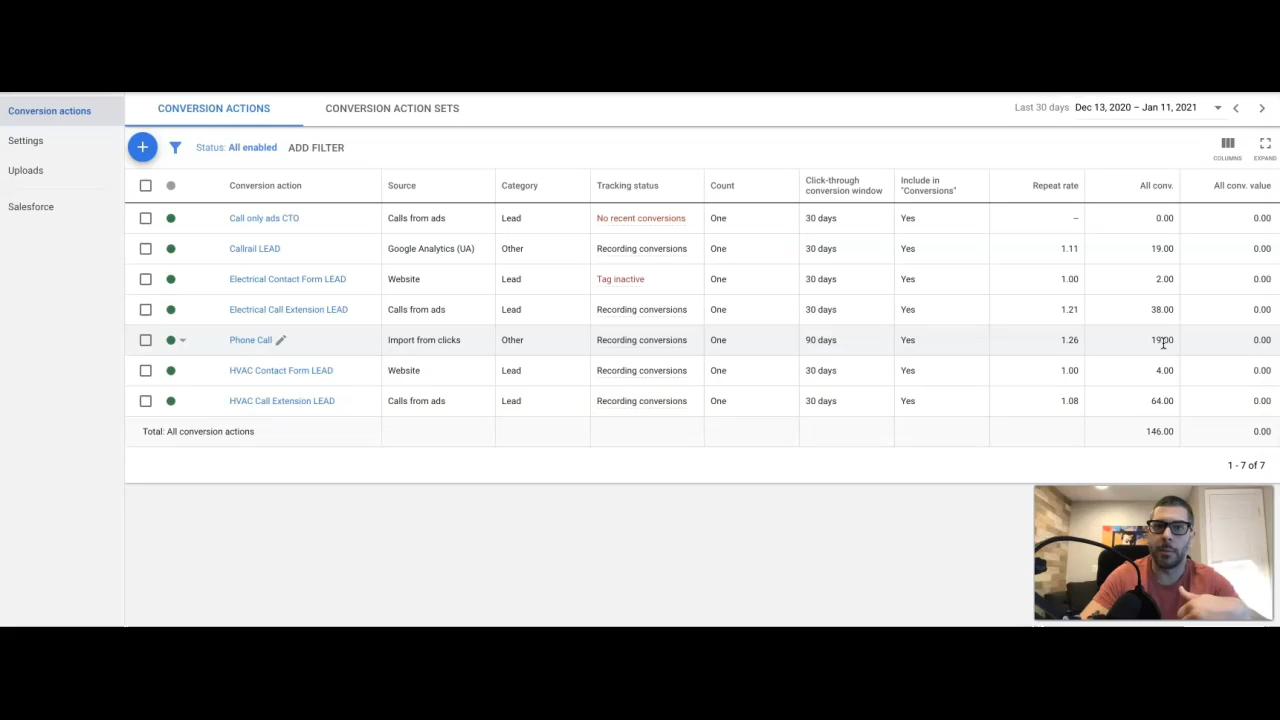 Conversion actions
Settings
Uploads
Salesforce
CONVERSION ACTIONS CONVERSION ACTION SETS Last 30 days Dec 13, 2020 – Jan 11, 2021
+ Status: All enabled ADD FILTER COLUMNS EXPAND
Conversion action Source Category Tracking status Count Click-through conversion window Include in "Conversions" Repeat rate All conv. All conv. value
Call only ads CTO Calls from ads Lead No recent conversions One 30 days Yes – 0.00 0.00
Callrail LEAD Google Analytics (UA) Other Recording conversions One 30 days Yes 1.11 19.00 0.00
Electrical Contact Form LEAD Website Lead Tag inactive One 30 days Yes 1.00 2.00 0.00
Electrical Call Extension LEAD Calls from ads Lead Recording conversions One 30 days Yes 1.21 38.00 0.00
Phone Call Import from clicks Other Recording conversions One 90 days Yes 1.26 19.00 0.00
HVAC Contact Form LEAD Website Lead Recording conversions One 30 days Yes 1.00 4.00 0.00
HVAC Call Extension LEAD Calls from ads Lead Recording conversions One 30 days Yes 1.08 64.00 0.00
Total: All conversion actions 146.00 0.00
1 - 7 of 7